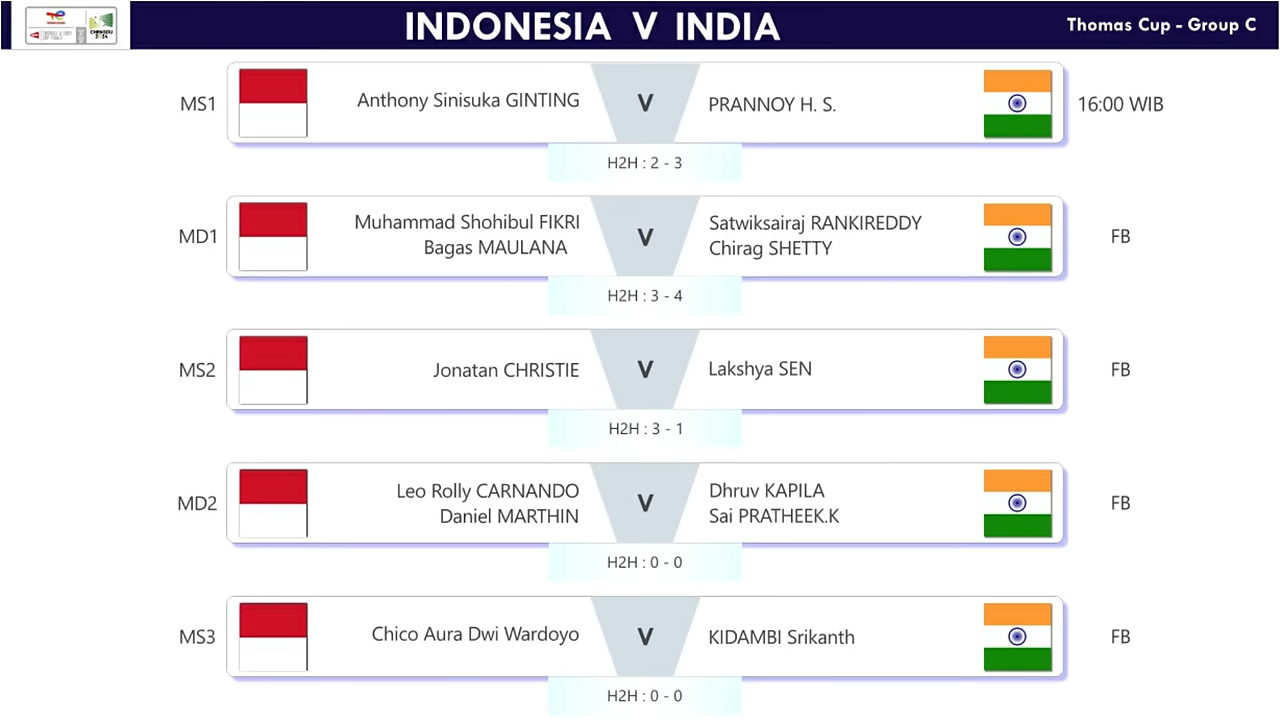 INDONESIA V INDIA
Thomas Cup - Group C
CHENGDU
MS1
Anthony Sinisuka GINTING
V
PRANNOY H. S.
16:00 WIB
H2H : 2 - 3
MD1
Muhammad Shohibul FIKRI
Bagas MAULANA
V
Satwiksairaj RANKIREDDY
Chirag SHETTY
FB
H2H : 3 - 4
MS2
Jonatan CHRISTIE
V
Lakshya SEN
FB
H2H : 3 - 1
MD2
Leo Rolly CARNANDO
Daniel MARTHIN
V
Dhruv KAPILA
Sai PRATHEEK.K
FB
H2H : 0 - 0
MS3
Chico Aura Dwi Wardoyo
V
KIDAMBI Srikanth
FB
H2H : 0 - 0